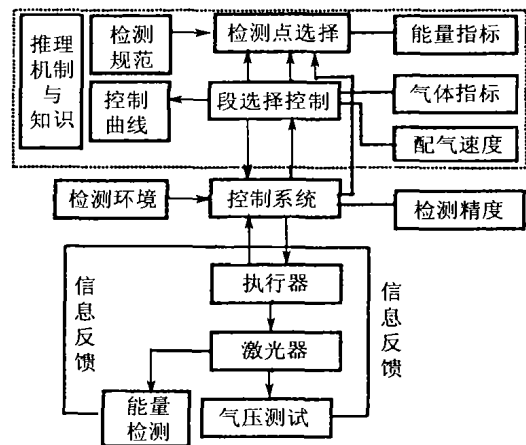 推理
机制
与
知识
检测
规范
检测点选择
能量指标
控制
曲线
段选择控制
气体指标
配气速度
检测环境
控制系统
检测精度
信息反馈
执行器
信息反馈
激光器
能量
检测
气压测试